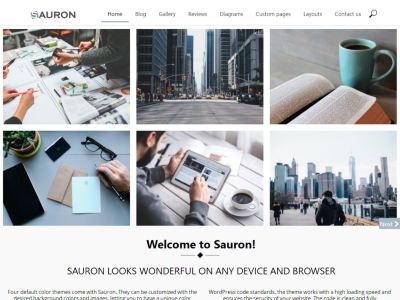 SAURON
Home Blog Gallery Reviews Diagrams Custom pages Layouts Contact us
Next
Welcome to Sauron!
SAURON LOOKS WONDERFUL ON ANY DEVICE AND BROWSER
Four default color themes come with Sauron. They can be customized with the
desired background colors and images, letting you to have a unique color
WordPress code standards, the theme works with a high loading speed and
ensures the security of your website. The code is clean and fully